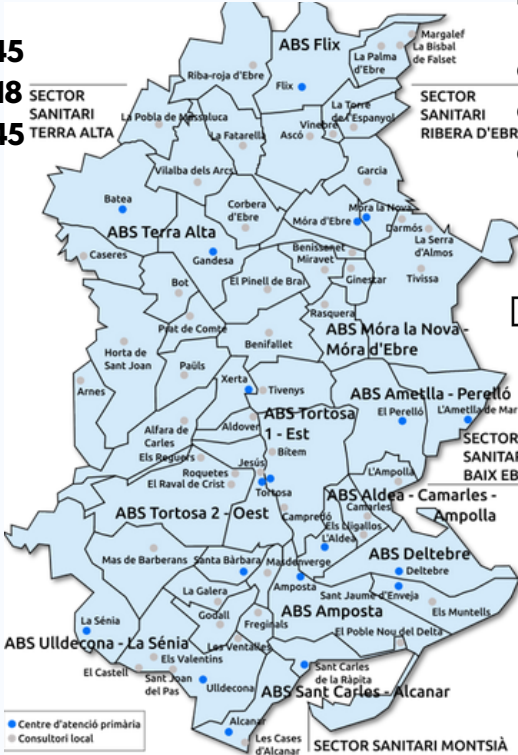 45
18
45
SECTOR
SANITARI
TERRA ALTA
SECTOR
SANITARI
RIBERA D'EBR
ABS Flix
Margalef
La Bisbal
de Falset
La Palma
d'Ebre
Riba-roja d'Ebre
Flix
La Torre
de l'Espanyol
Vinebre
Ascó
La Pobla de Massaluca
La Fatarella
Vilalba dels Arcs
Garcia
Batea
Corbera
d'Ebre
Móra la Nova
Móra d'Ebre
Darmós
La Serra
d'Almos
ABS Terra Alta
Gandesa
Caseres
Benissanet
Miravet
Ginestar
Tivissa
Bot
El Pinell de Brai
Rasquera
Prat de Comte
ABS Móra la Nova -
Móra d'Ebre
Benifallet
Horta de
Sant Joan
Paüls
Arnes
Xerta
Tivenys
ABS Ametlla - Perelló
El Perelló
L'Ametlla de Mar
ABS Tortosa
1 - Est
Aldover
Alfara de
Carles
SECTOR
SANITAR
BAIX EB
Els Reguers
Bítem
Jesús
Roquetes
El Raval de Crist
Tortosa
L'Ampolla
ABS Aldea - Camarles -
Ampolla
Camarles
ABS Tortosa 2 - Oest
Campredó
Els Lligallos
L'Aldea
ABS Deltebre
Deltebre
Mas de Barberans
Santa Bàrbara
Masdenverge
Amposta
Sant Jaume d'Enveja
Els Muntells
La Galera
Godall
Freginals
ABS Amposta
La Sénia
El Poble Nou del Delta
ABS Ulldecona - La Sénia
Les Ventalles
Els Valentins
El Castell
Sant Joan
del Pas
Ulldecona
Sant Carles
de la Ràpita
ABS Sant Carles - Alcanar
Alcanar
Les Cases
d'Alcanar
SECTOR SANITARI MONTSIÀ
Centre d'atenció primària
Consultori local